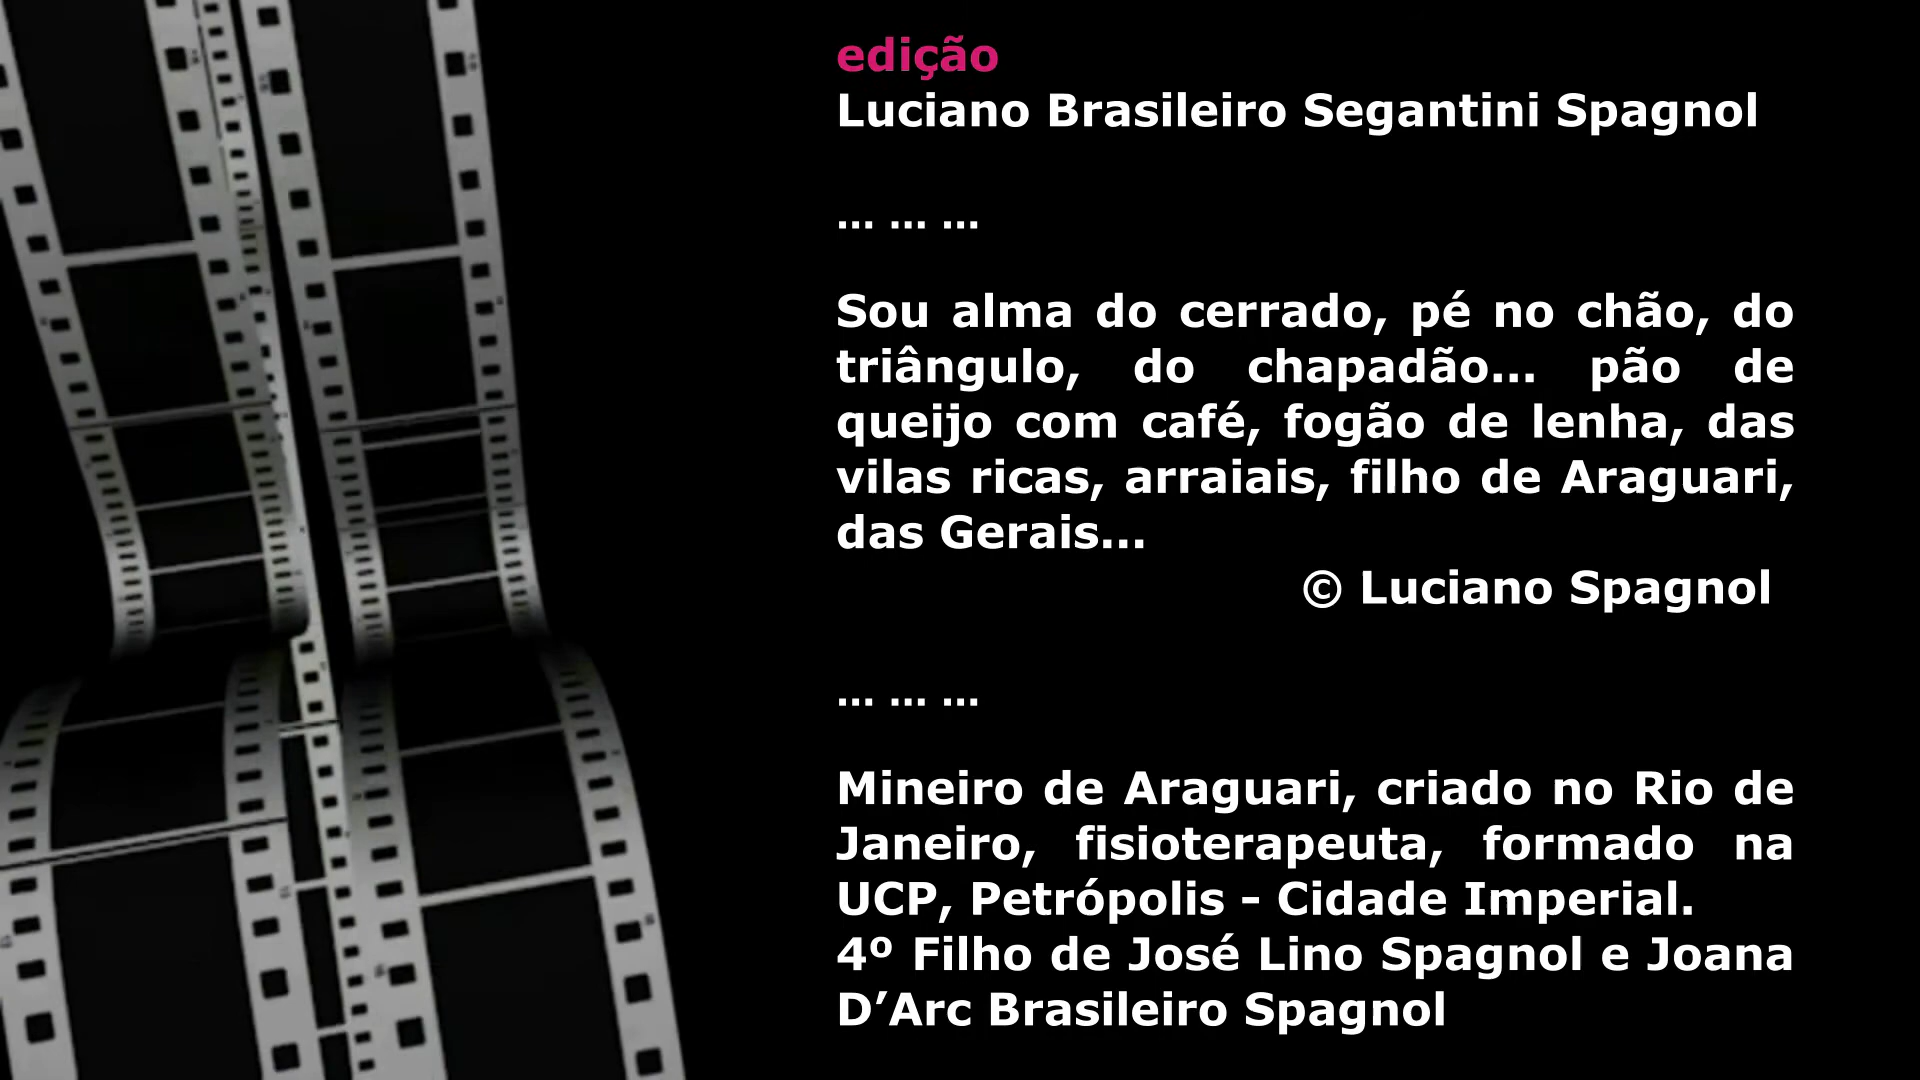 edição
Luciano Brasileiro Segantini Spagnol
... ... ...
Sou alma do cerrado, pé no chão, do
triângulo, do chapadão... pão de
queijo com café, fogão de lenha, das
vilas ricas, arraiais, filho de Araguari,
das Gerais...
© Luciano Spagnol
... ... ...
Mineiro de Araguari, criado no Rio de
Janeiro, fisioterapeuta, formado na
UCP, Petrópolis - Cidade Imperial.
4º Filho de José Lino Spagnol e Joana
D’Arc Brasileiro Spagnol